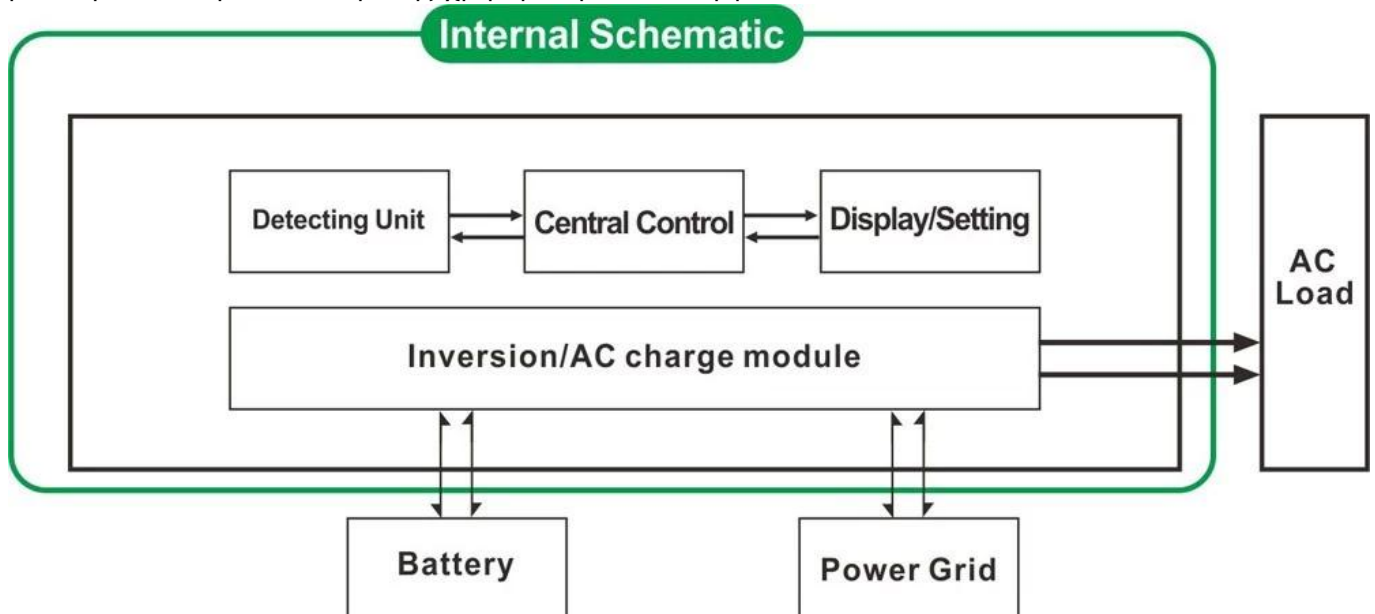 Internal Schematic
Detecting Unit
Central Control
Display/Setting
AC
Load
Inversion/AC charge module
Battery
Power Grid